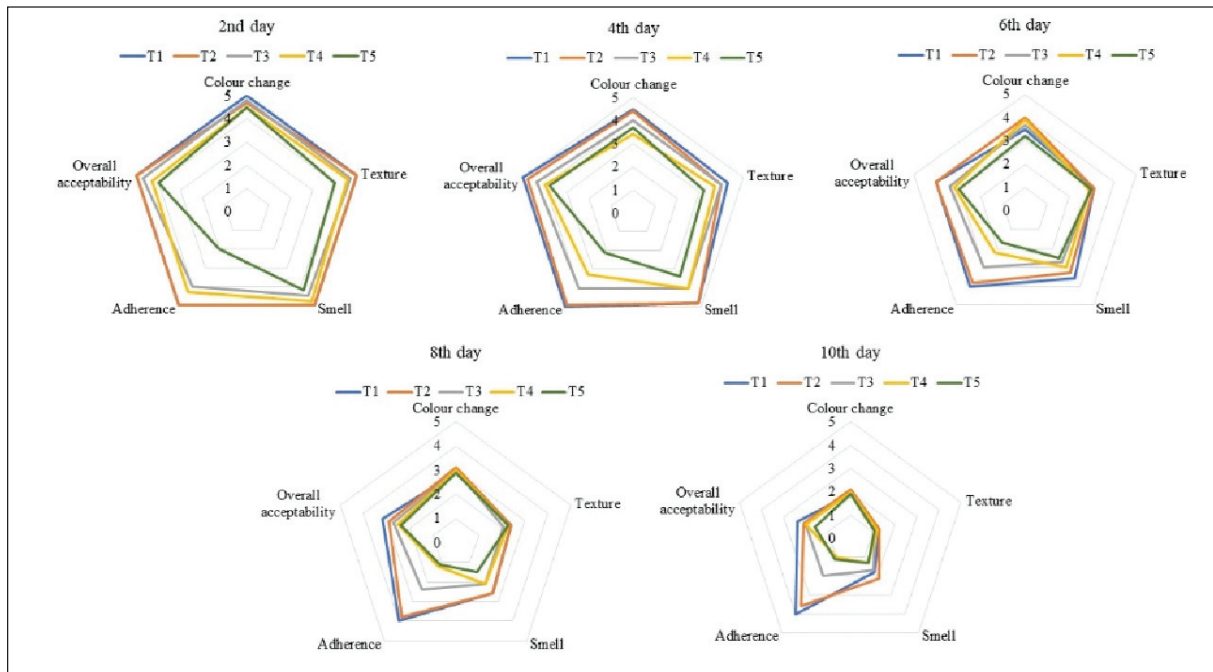 2nd day
T1 T2 T3 T4 T5
Colour change
5
4
3
2
1
0
Overall
acceptability
Texture
Adherence
Smell
4th day
T1 T2 T3 T4 T5
Colour change
5
4
3
2
1
0
Overall
acceptability
Texture
Adherence
Smell
6th day
T1 T2 T3 T4 T5
Colour change
5
4
3
2
1
0
Overall
acceptability
Texture
Adherence
Smell
8th day
T1 T2 T3 T4 T5
Colour change
5
4
3
2
1
0
Overall
acceptability
Texture
Adherence
Smell
10th day
T1 T2 T3 T4 T5
Colour change
5
4
3
2
1
0
Overall
acceptability
Texture
Adherence
Smell